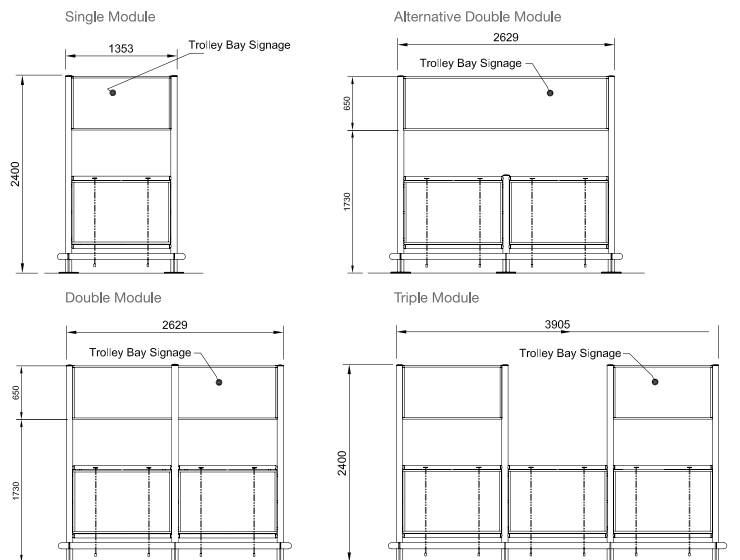 Single Module
1353
Trolley Bay Signage
2400
Alternative Double Module
2629
Trolley Bay Signage
650
1730
Double Module
2629
Trolley Bay Signage
650
1730
Triple Module
3905
Trolley Bay Signage
2400